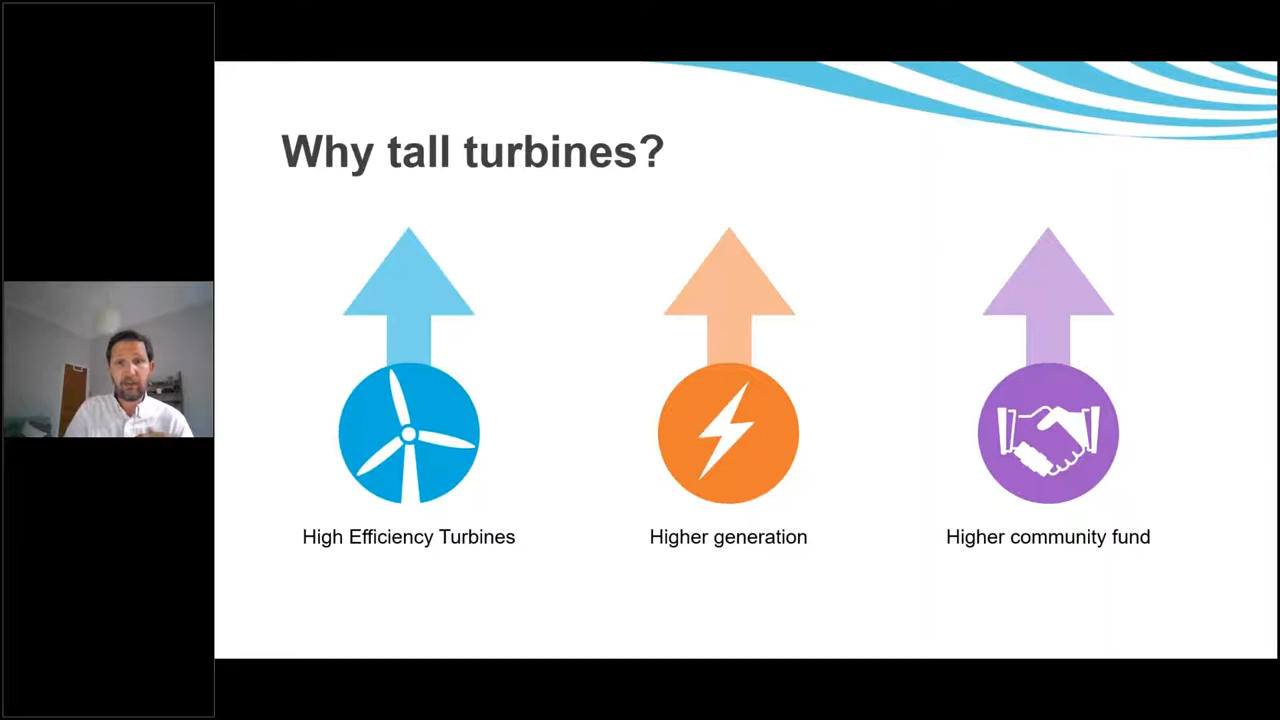 Why tall turbines?
High Efficiency Turbines
Higher generation
Higher community fund